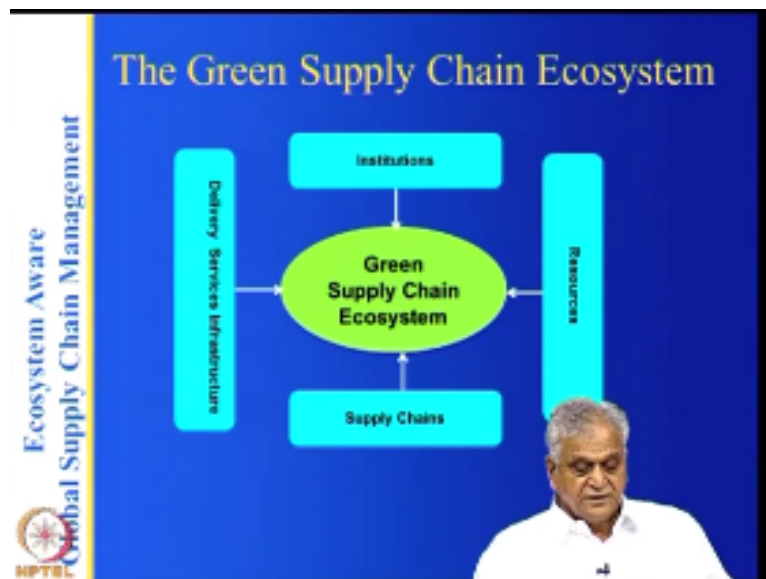 The Green Supply Chain Ecosystem
Ecosystem Aware
Global Supply Chain Management
Institutions
Delivery Services Infrastructure
Green
Supply Chain
Ecosystem
Resources
Supply Chains
NPTEL